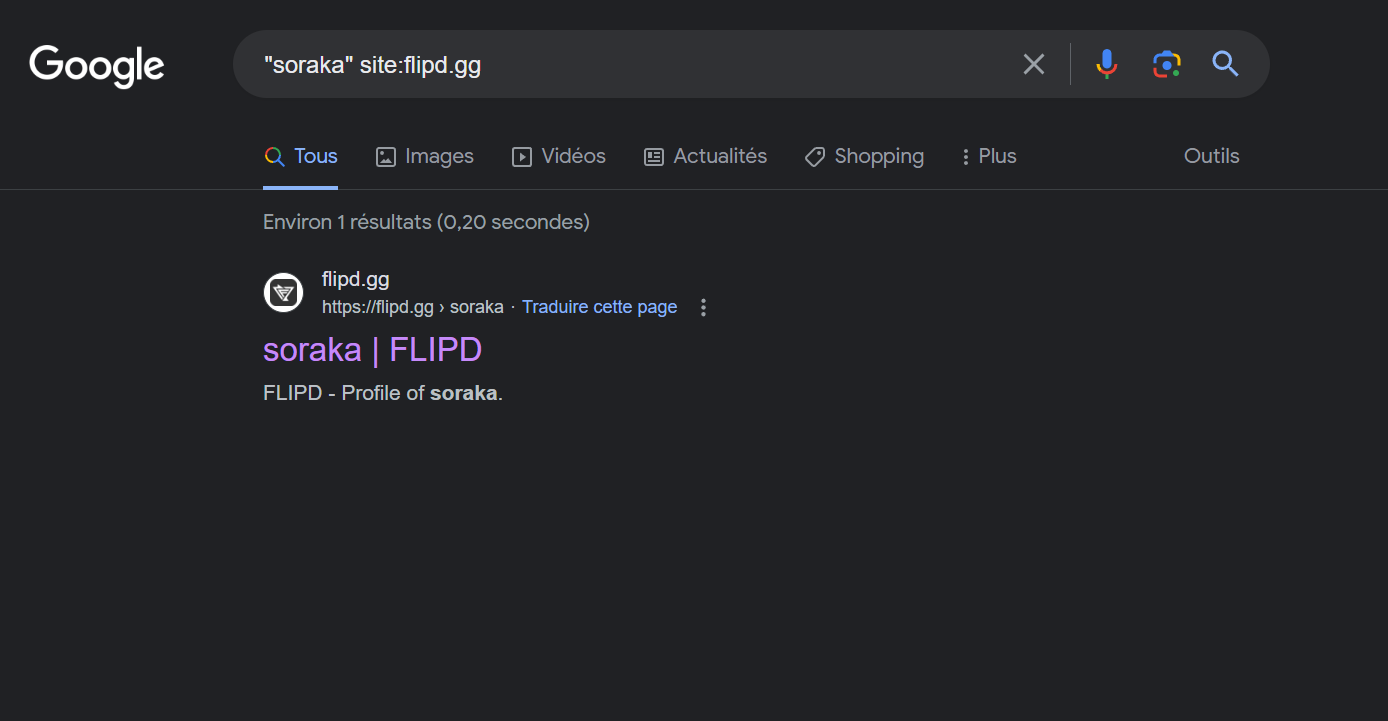 Google
"soraka" site:flipd.gg
Tous Images Vidéos Actualités Shopping Plus Outils
Environ 1 résultats (0,20 secondes)
flipd.gg
https://flipd.gg › soraka · Traduire cette page
soraka | FLIPD
FLIPD - Profile of soraka.